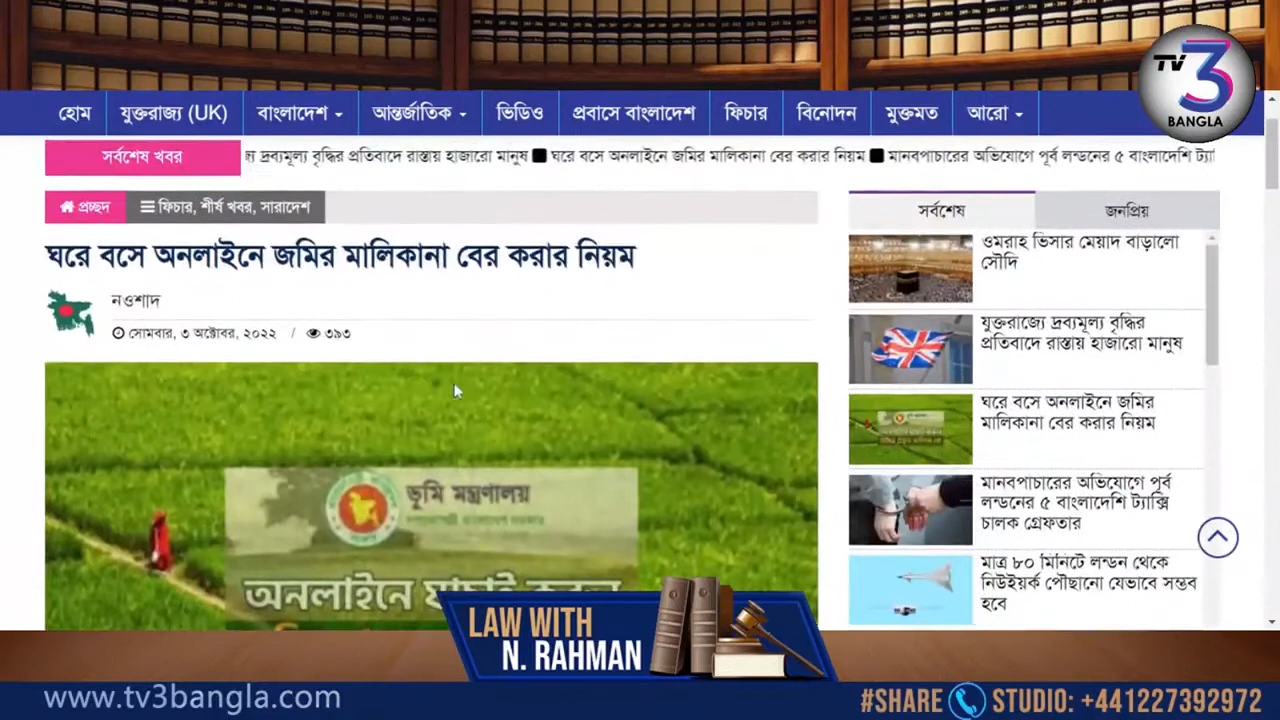 TV3
BANGLA
হোম
যুক্তরাজ্য (UK)
বাংলাদেশ
আন্তর্জাতিক
ভিডিও
প্রবাসে বাংলাদেশ
ফিচার
বিনোদন
মুক্তমত
আরো
সর্বশেষ খবর
দ্রব্যমূল্য বৃদ্ধির প্রতিবাদে রাস্তায় হাজারো মানুষ
ঘরে বসে অনলাইনে জমির মালিকানা বের করার নিয়ম
মানবপাচারের অভিযোগে পূর্ব লন্ডনের ৫ বাংলাদেশি
প্রচ্ছদ
ফিচার, শীর্ষ খবর, সারাদেশ
ঘরে বসে অনলাইনে জমির মালিকানা বের করার নিয়ম
নওশাদ
সোমবার, ৩ অক্টোবর, ২০২২ / ৩৯৩
ভূমি মন্ত্রণালয়
অনলাইনে যাচাই করুন
সর্বশেষ
জনপ্রিয়
ওমরাহ ভিসার মেয়াদ বাড়ালো
সৌদি
যুক্তরাজ্যে দ্রব্যমূল্য বৃদ্ধির
প্রতিবাদে রাস্তায় হাজারো মানুষ
ঘরে বসে অনলাইনে জমির
মালিকানা বের করার নিয়ম
মানবপাচারের অভিযোগে পূর্ব
লন্ডনের ৫ বাংলাদেশি ট্যাক্সি
চালক গ্রেফতার
মাত্র ৮০ মিনিটে লন্ডন থেকে
নিউইয়র্ক পৌছানো যেভাবে সম্ভব
হবে
LAW WITH
N. RAHMAN
www.tv3bangla.com
#SHARE STUDIO: +441227392972